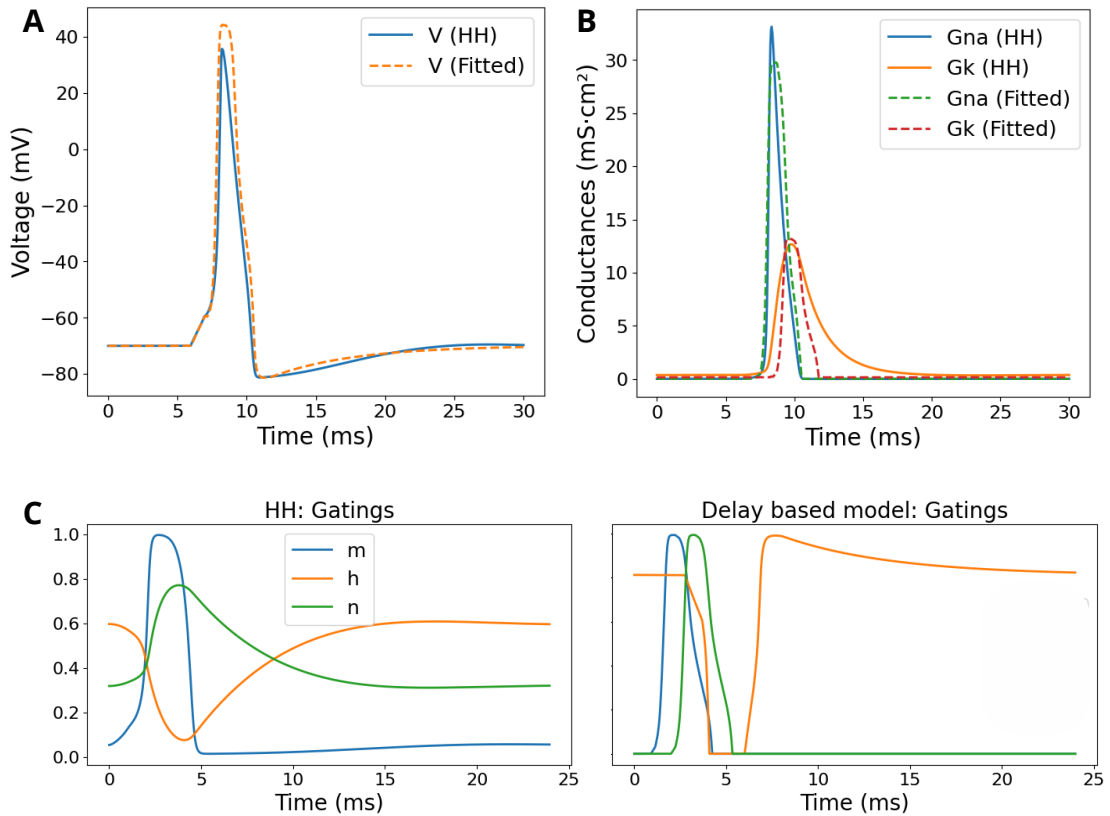 A
V (HH)
V (Fitted)
40
20
0
−20
−40
−60
−80
Voltage (mV)
0 5 10 15 20 25 30
Time (ms)
B
Gna (HH)
Gk (HH)
Gna (Fitted)
Gk (Fitted)
30
25
20
15
10
5
0
Conductances (mS·cm²)
0 5 10 15 20 25 30
Time (ms)
C
HH: Gatings
m
h
n
1.0
0.8
0.6
0.4
0.2
0.0
0 5 10 15 20 25
Time (ms)
Delay based model: Gatings
0 5 10 15 20 25
Time (ms)